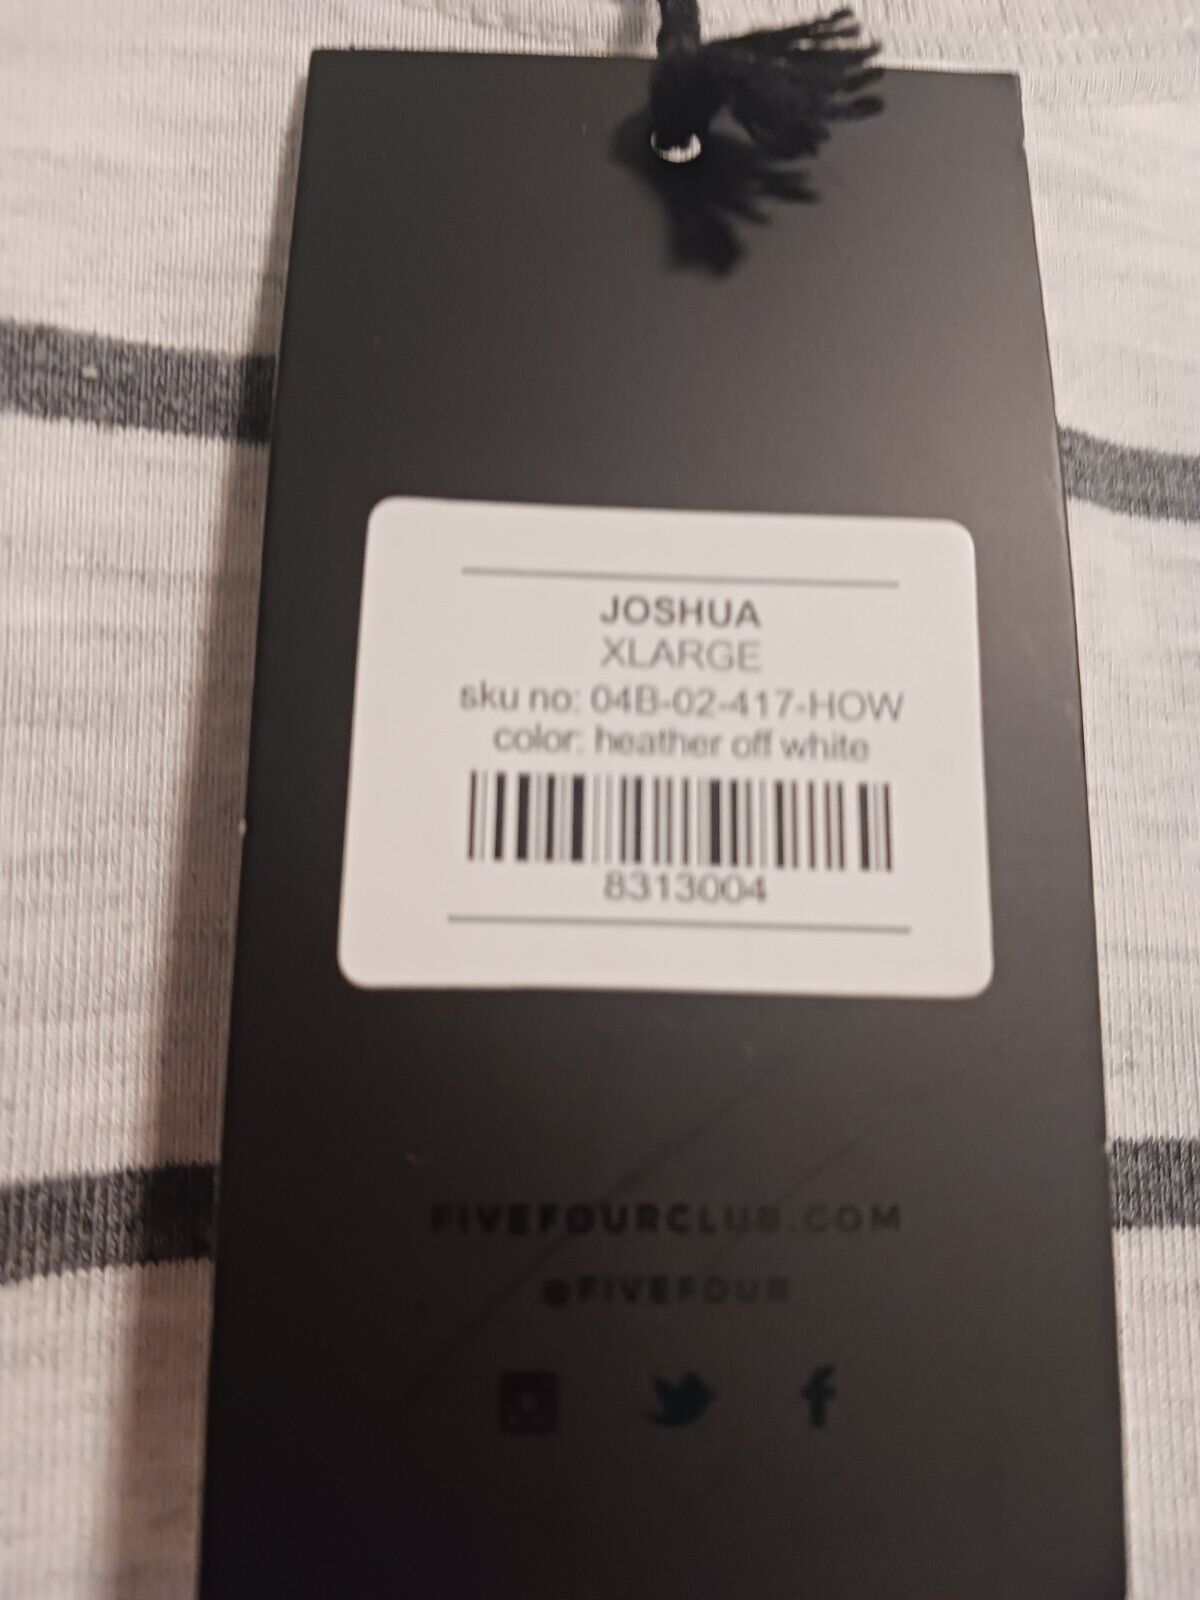 JOSHUA
XLARGE
sku no: 04B-02-417-HOW
color: heather off white
8313004
FIVEFOURCLUB.COM
@FIVEFOUR